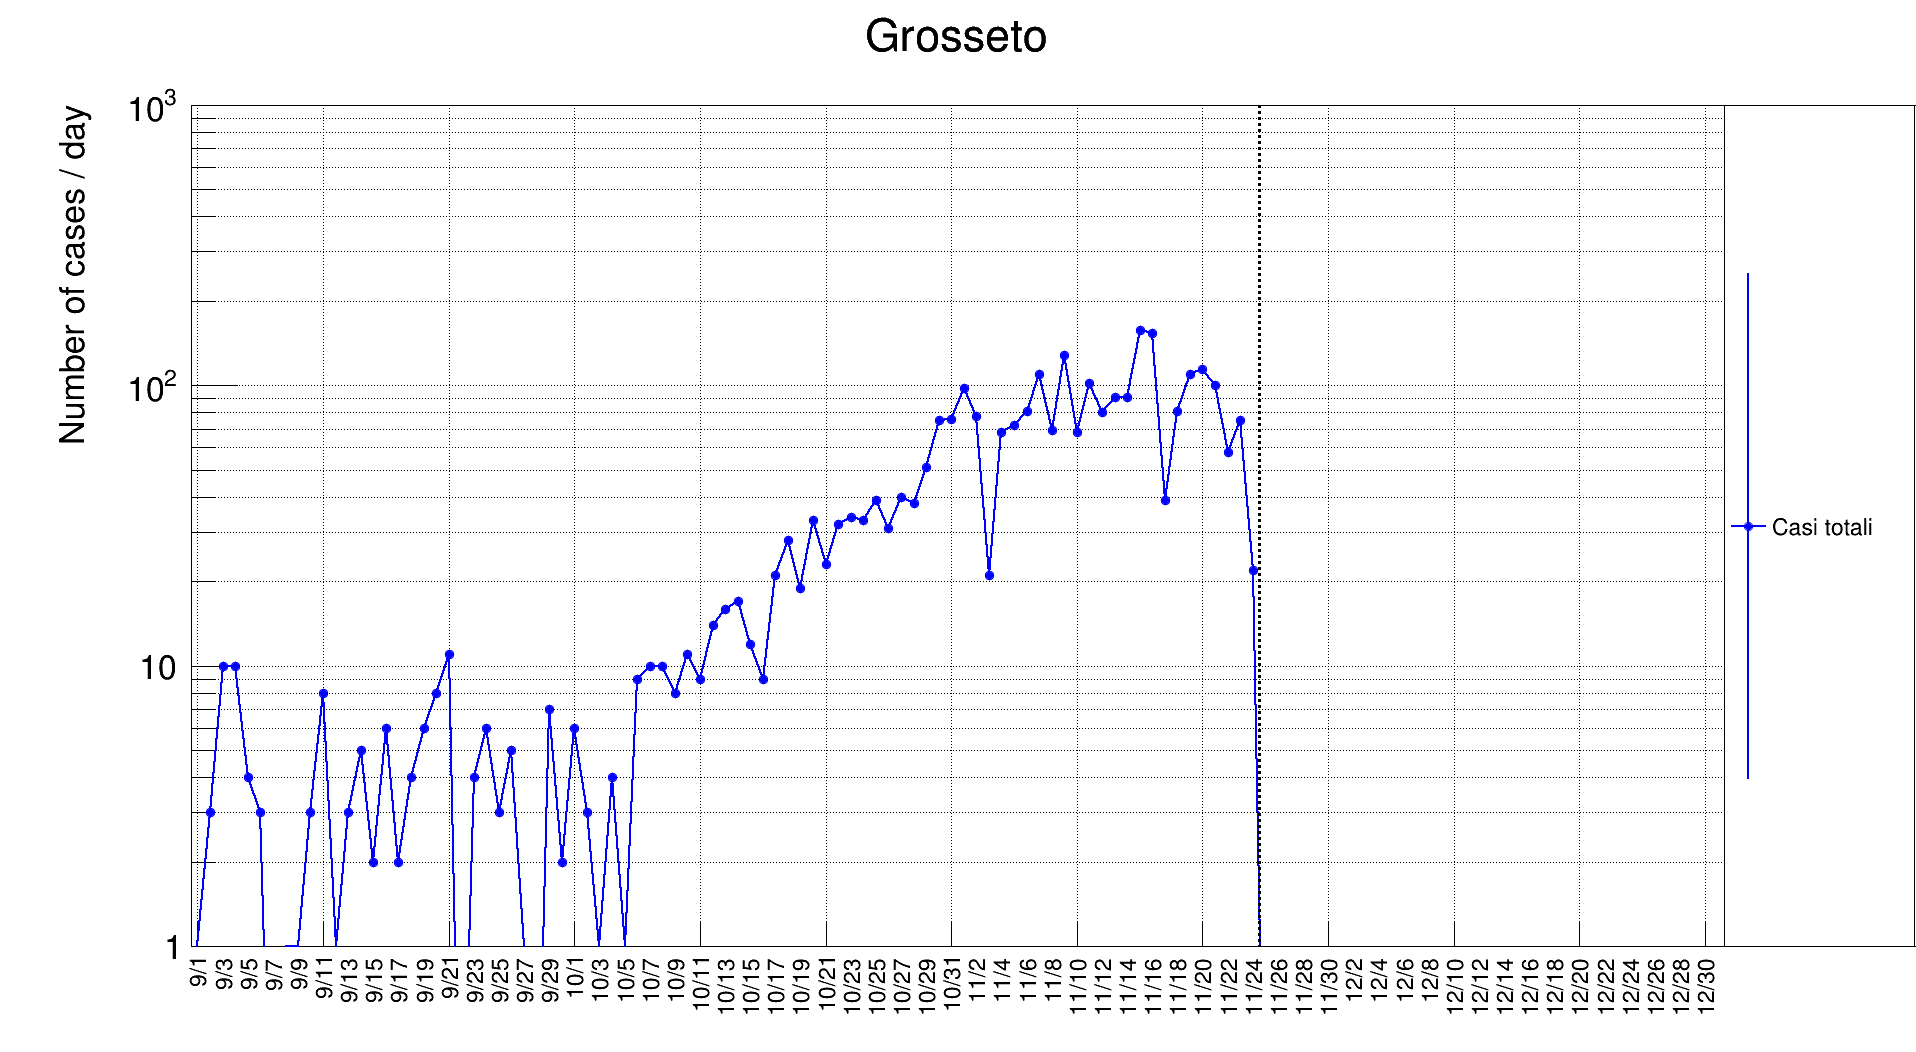 Grosseto
Number of cases / day
10³
10²
10
1
9/1 9/3 9/5 9/7 9/9 9/11 9/13 9/15 9/17 9/19 9/21 9/23 9/25 9/27 9/29 10/1 10/3 10/5 10/7 10/9 10/11 10/13 10/15 10/17 10/19 10/21 10/23 10/25 10/27 10/29 10/31 11/2 11/4 11/6 11/8 11/10 11/12 11/14 11/16 11/18 11/20 11/22 11/24 11/26 11/28 11/30 12/2 12/4 12/6 12/8 12/10 12/12 12/14 12/16 12/18 12/20 12/22 12/24 12/26 12/28 12/30
Casi totali